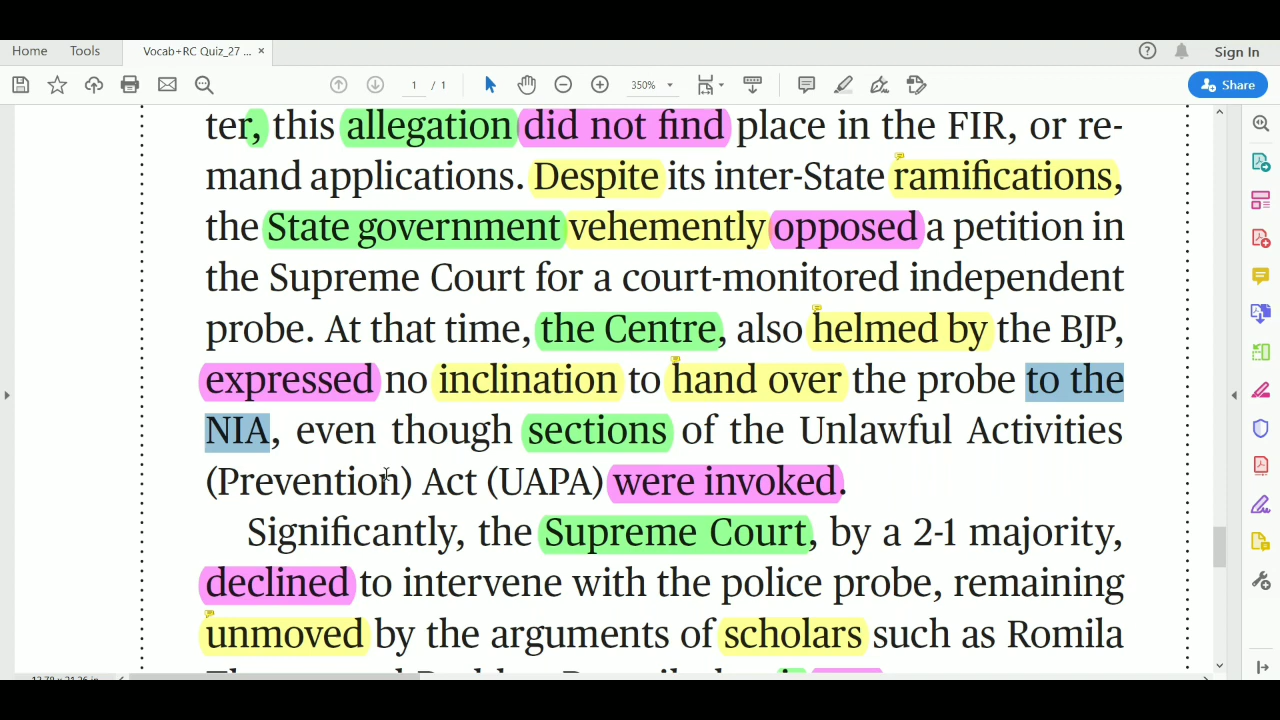 Home Tools Vocab+RC Quiz_27 ... × Sign In
1 / 1 350% Share
ter, this allegation did not find place in the FIR, or re-
mand applications. Despite its inter-State ramifications,
the State government vehemently opposed a petition in
the Supreme Court for a court-monitored independent
probe. At that time, the Centre, also helmed by the BJP,
expressed no inclination to hand over the probe to the
NIA, even though sections of the Unlawful Activities
(Prevention) Act (UAPA) were invoked.
Significantly, the Supreme Court, by a 2-1 majority,
declined to intervene with the police probe, remaining
unmoved by the arguments of scholars such as Romila